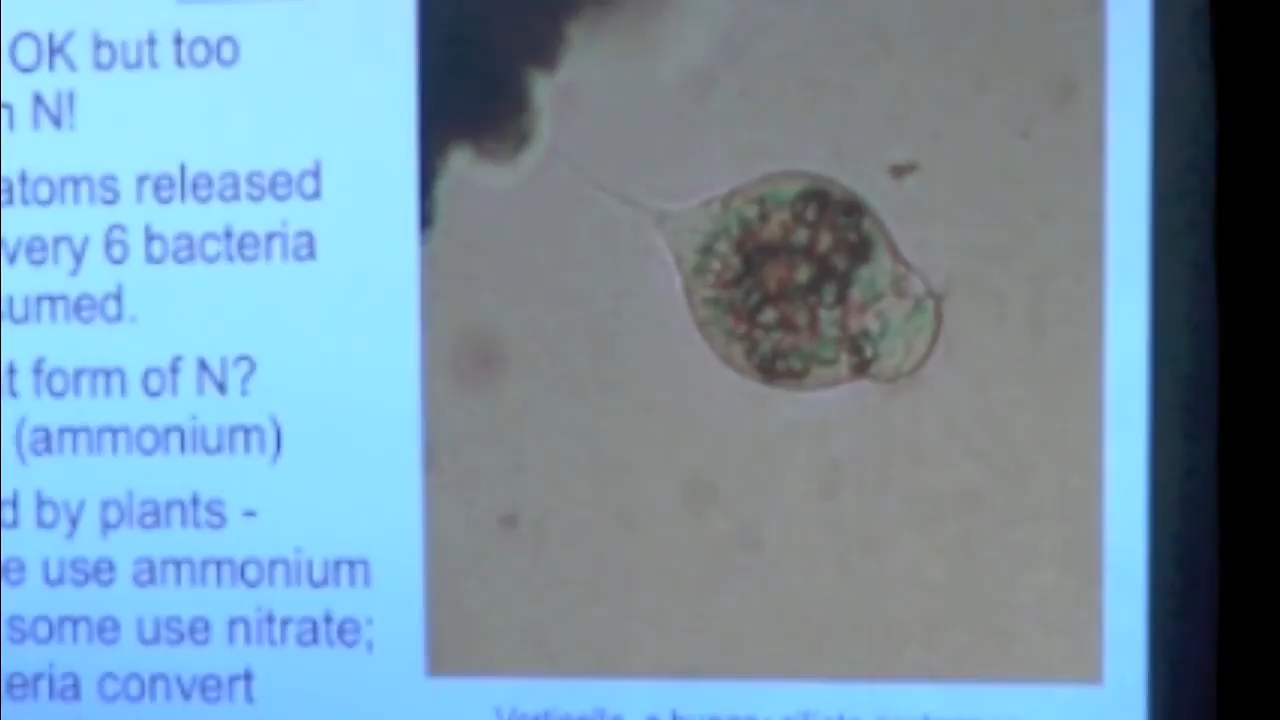 OK but too
n N!
atoms released
very 6 bacteria
sumed.
t form of N?
(ammonium)
d by plants -
e use ammonium
some use nitrate;
eria convert